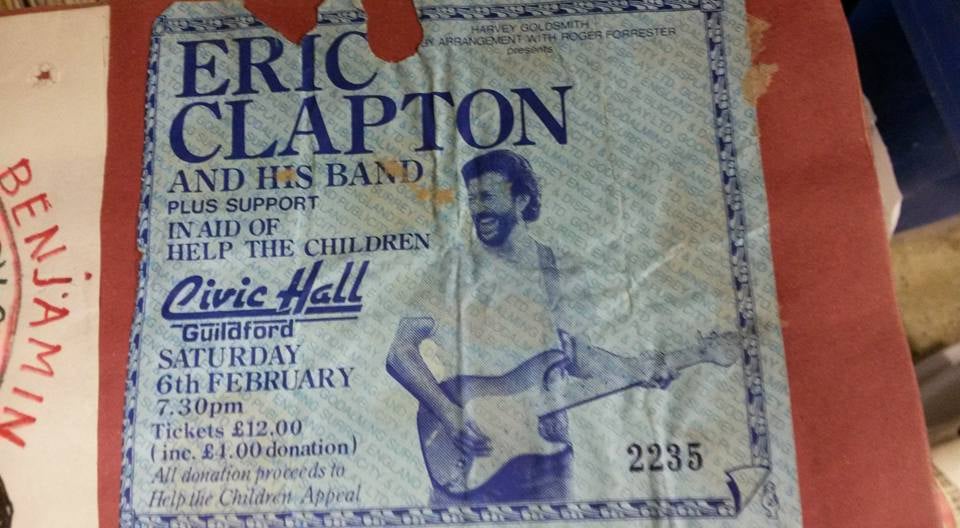 HARVEY GOLDSMITH
BY ARRANGEMENT WITH ROGER FORRESTER
presents
ERIC
CLAPTON
AND HIS BAND
PLUS SUPPORT
IN AID OF
HELP THE CHILDREN
Civic Hall
Guildford
SATURDAY
6th FEBRUARY
7.30pm
Tickets £12.00
(inc. £4.00 donation)
All donation proceeds to
Help the Children Appeal
2235
BENJAMIN